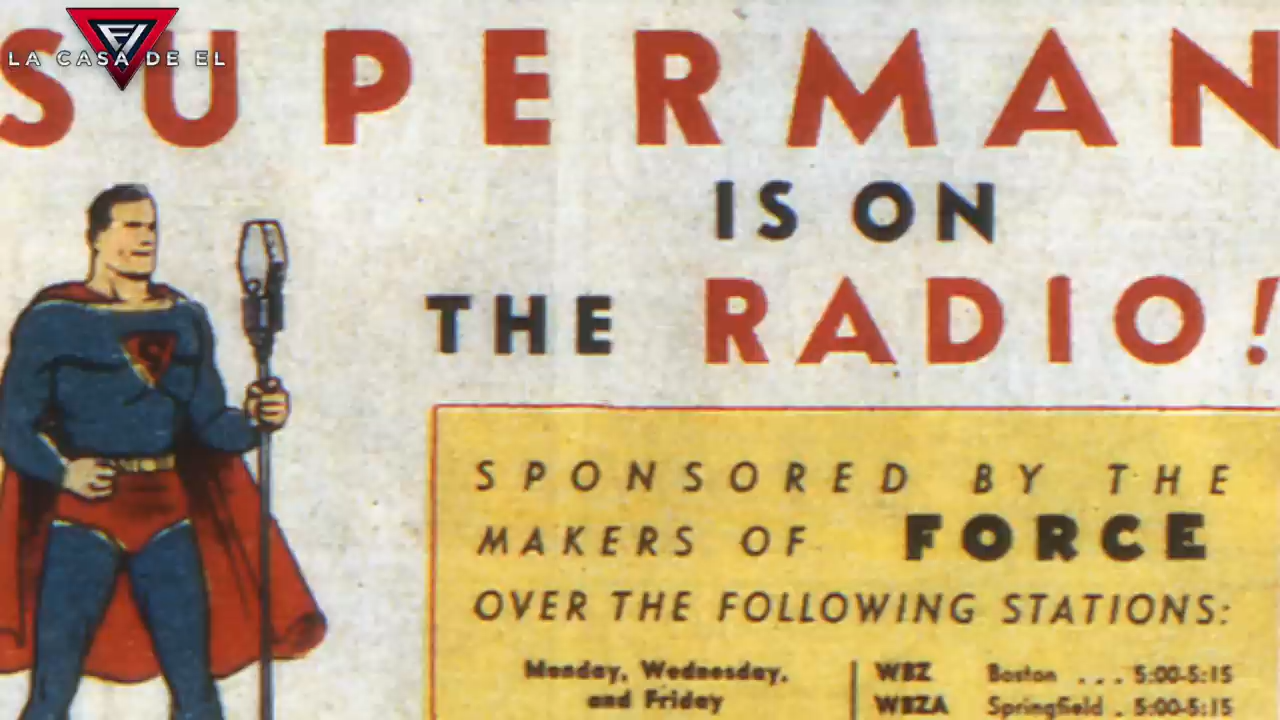 LA CASA DE EL
SUPERMAN
IS ON
THE RADIO!
SPONSORED BY THE
MAKERS OF FORCE
OVER THE FOLLOWING STATIONS:
Monday, Wednesday,
and Friday
WBZ Boston . . . 5:00-5:15
WBZA Springfield . 5:00-5:15